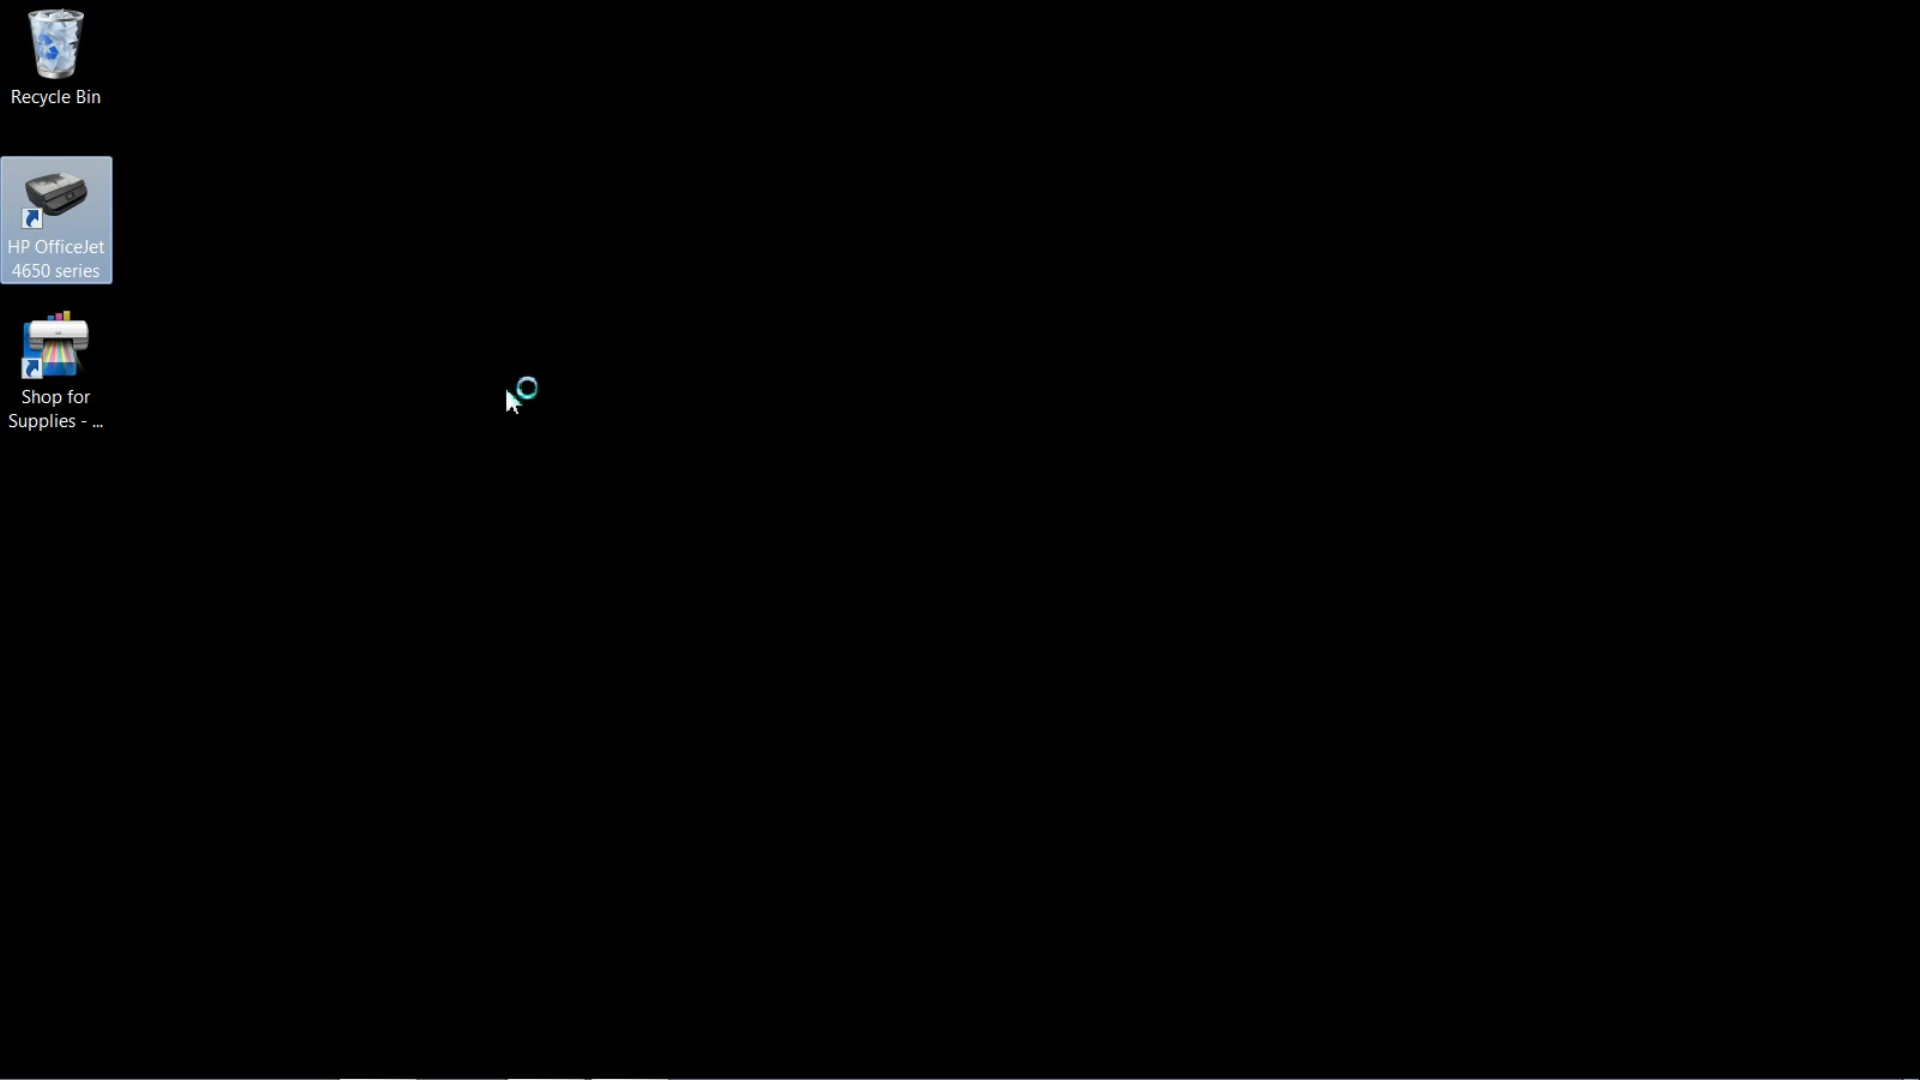 Recycle Bin
HP OfficeJet
4650 series
Shop for
Supplies - ...